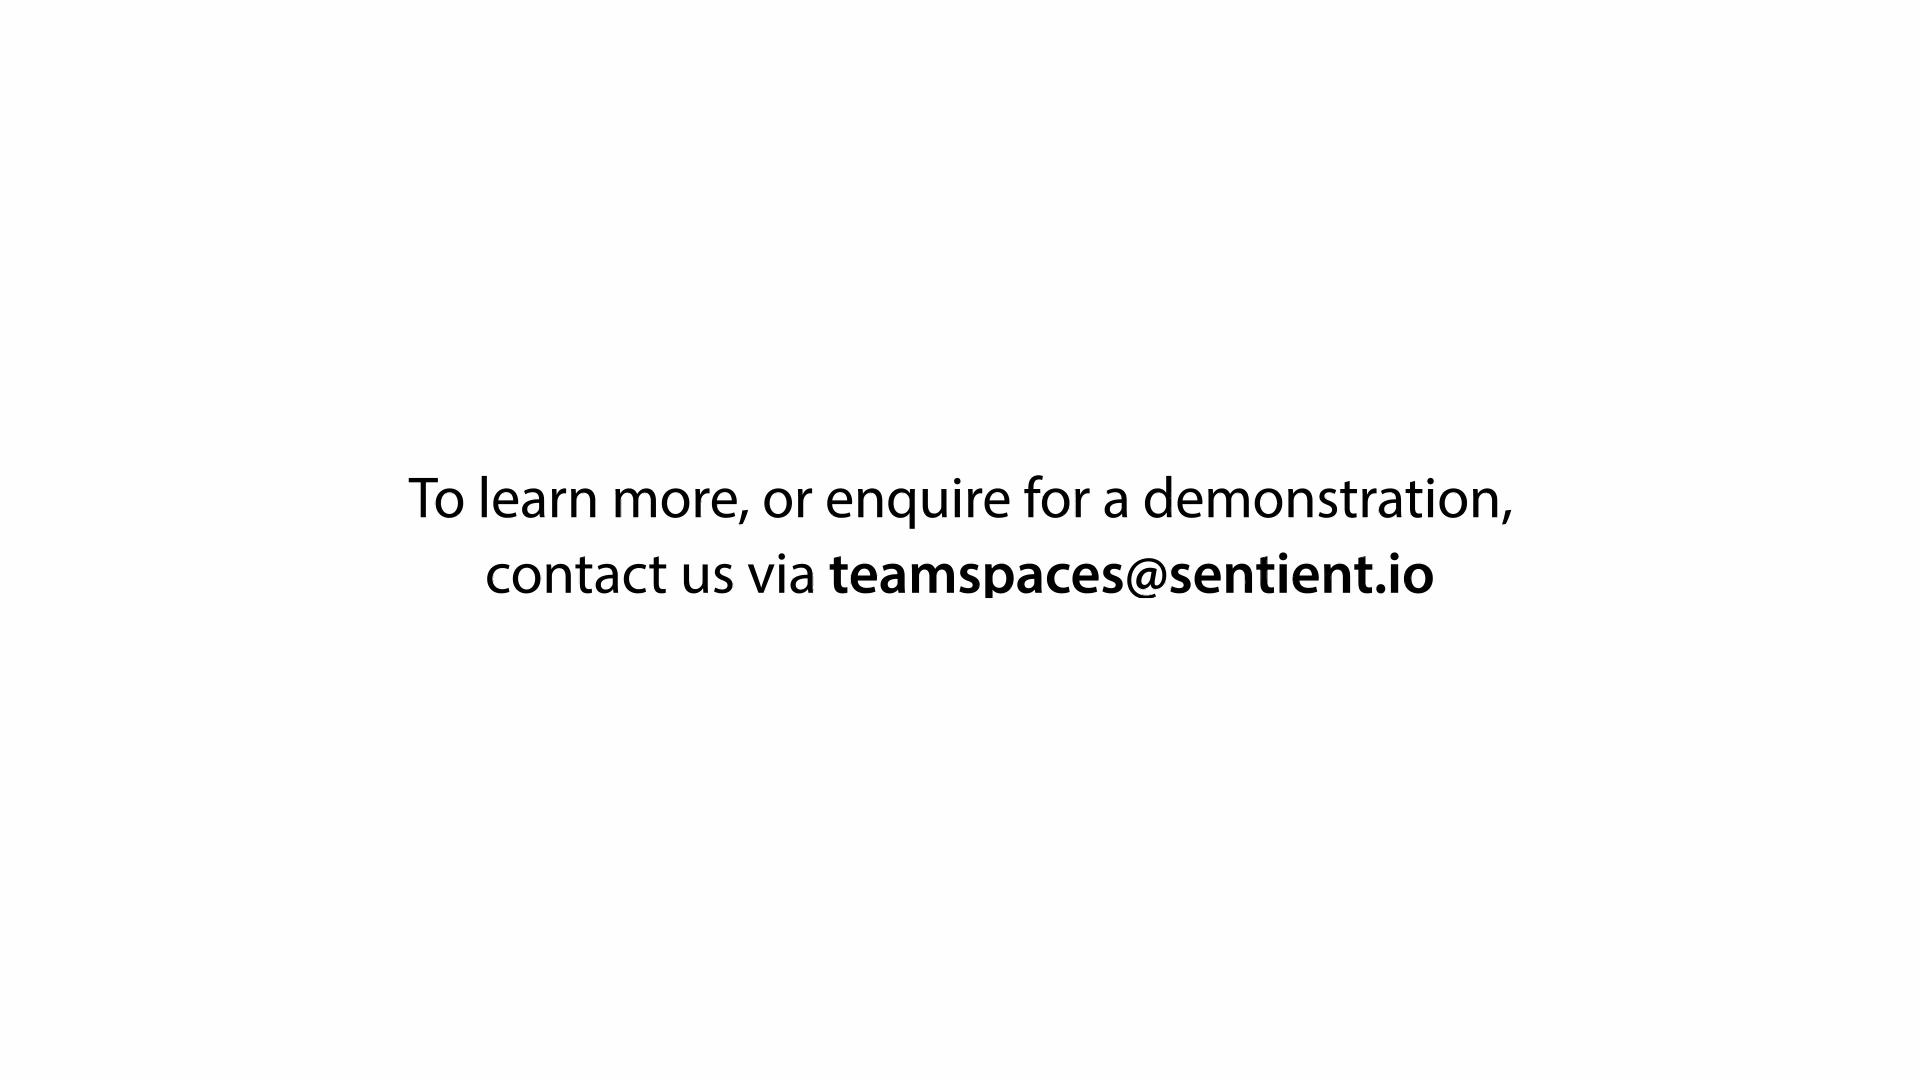 To learn more, or enquire for a demonstration,
contact us via teamspaces@sentient.io